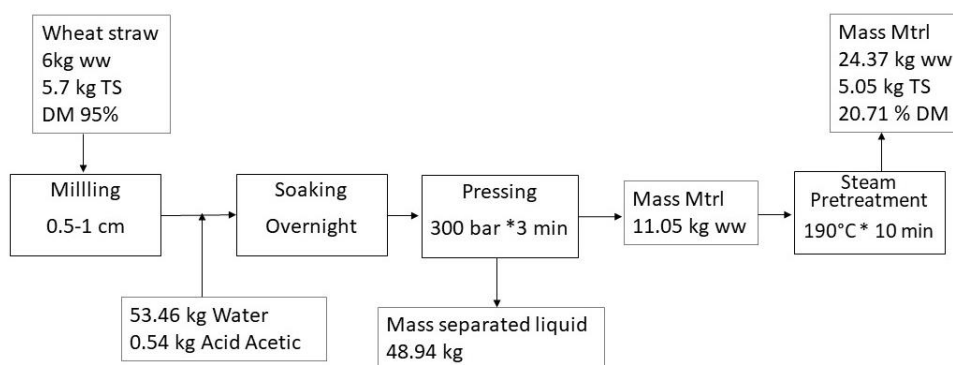 Wheat straw
6kg ww
5.7 kg TS
DM 95%
Mass Mtrl
24.37 kg ww
5.05 kg TS
20.71 % DM
Millling
0.5-1 cm
Soaking
Overnight
Pressing
300 bar *3 min
Mass Mtrl
11.05 kg ww
Steam
Pretreatment
190°C * 10 min
53.46 kg Water
0.54 kg Acid Acetic
Mass separated liquid
48.94 kg